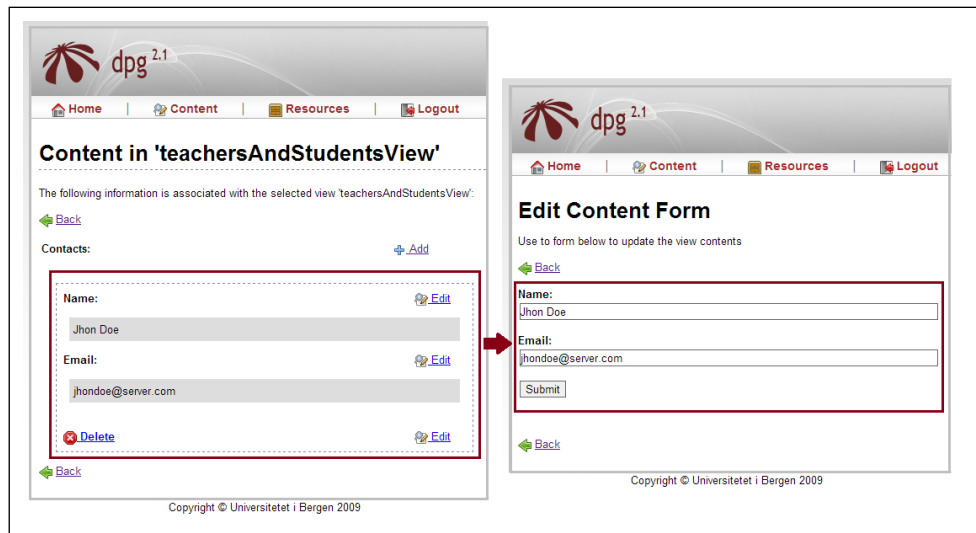 dpg 2.1
Home | Content | Resources | Logout
Content in 'teachersAndStudentsView'
The following information is associated with the selected view 'teachersAndStudentsView':
Back
Contacts:
Add
Name:
Edit
Jhon Doe
Email:
Edit
jhondoe@server.com
Delete
Edit
Back
Copyright © Universitetet i Bergen 2009
dpg 2.1
Home | Content | Resources | Logout
Edit Content Form
Use to form below to update the view contents
Back
Name:
Jhon Doe
Email:
jhondoe@server.com
Submit
Back
Copyright © Universitetet i Bergen 2009